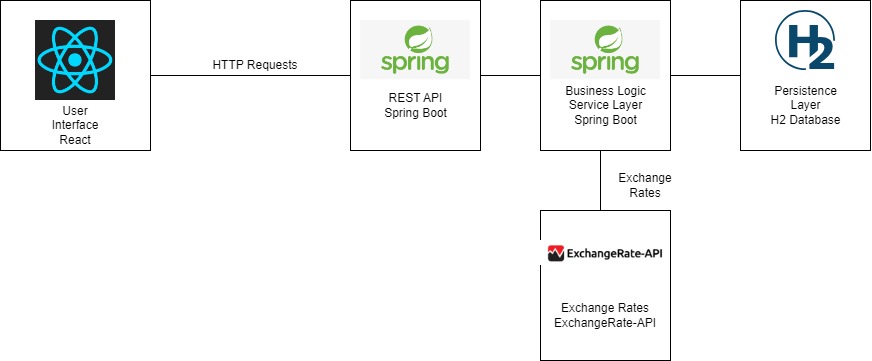 User
Interface
React
HTTP Requests
spring
REST API
Spring Boot
spring
Business Logic
Service Layer
Spring Boot
H2
Persistence
Layer
H2 Database
Exchange
Rates
ExchangeRate-API
Exchange Rates
ExchangeRate-API